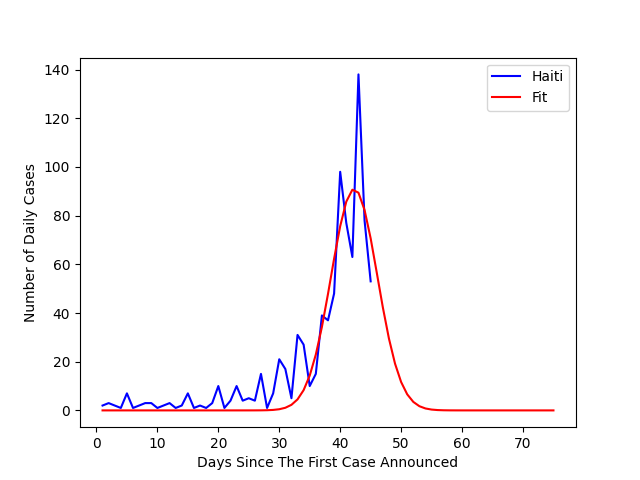 Haiti
Fit
Number of Daily Cases
140
120
100
80
60
40
20
0
0 10 20 30 40 50 60 70
Days Since The First Case Announced